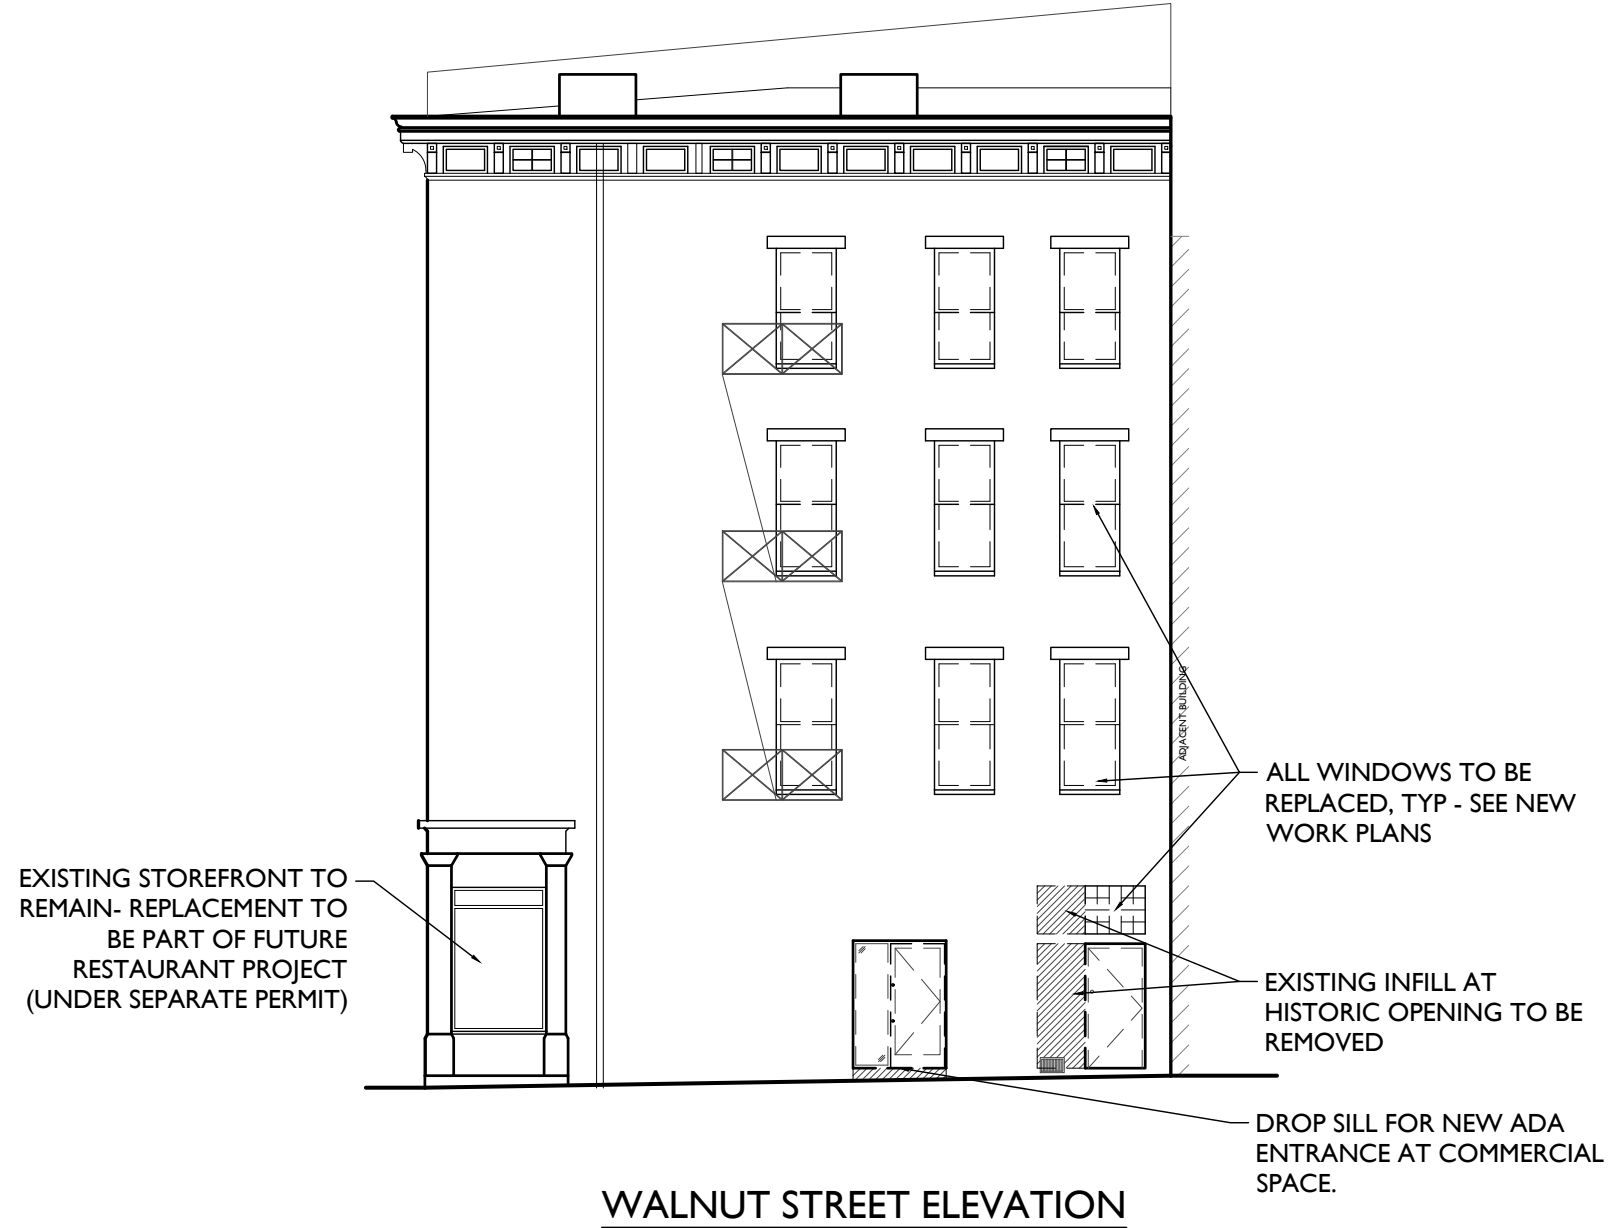 ADJACENT BUILDING
ALL WINDOWS TO BE
REPLACED, TYP - SEE NEW
WORK PLANS
EXISTING STOREFRONT TO
REMAIN- REPLACEMENT TO
BE PART OF FUTURE
RESTAURANT PROJECT
(UNDER SEPARATE PERMIT)
EXISTING INFILL AT
HISTORIC OPENING TO BE
REMOVED
DROP SILL FOR NEW ADA
ENTRANCE AT COMMERCIAL
SPACE.
WALNUT STREET ELEVATION